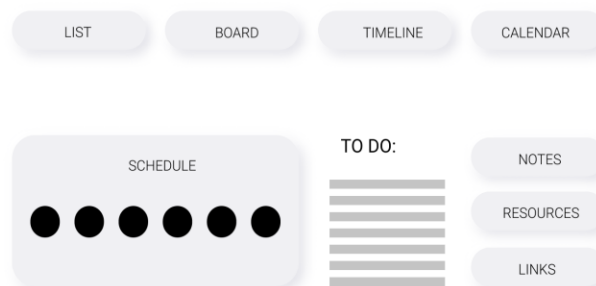 LIST
BOARD
TIMELINE
CALENDAR
SCHEDULE
TO DO:
NOTES
RESOURCES
LINKS